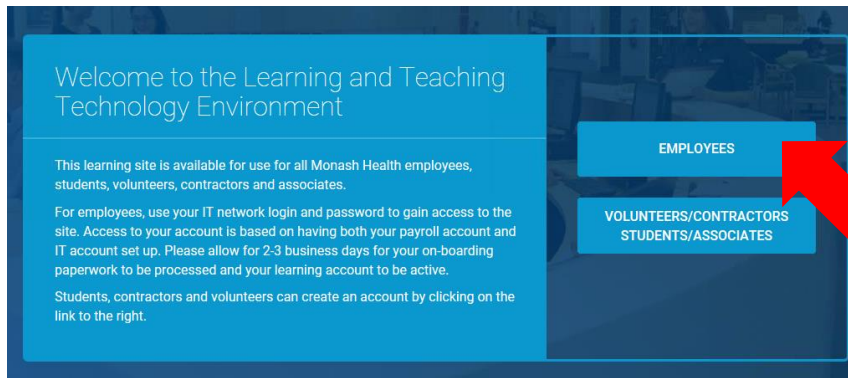 Welcome to the Learning and Teaching
Technology Environment
This learning site is available for use for all Monash Health employees,
students, volunteers, contractors and associates.
For employees, use your IT network login and password to gain access to the
site. Access to your account is based on having both your payroll account and
IT account set up. Please allow for 2-3 business days for your on-boarding
paperwork to be processed and your learning account to be active.
Students, contractors and volunteers can create an account by clicking on the
link to the right.
EMPLOYEES
VOLUNTEERS/CONTRACTORS
STUDENTS/ASSOCIATES